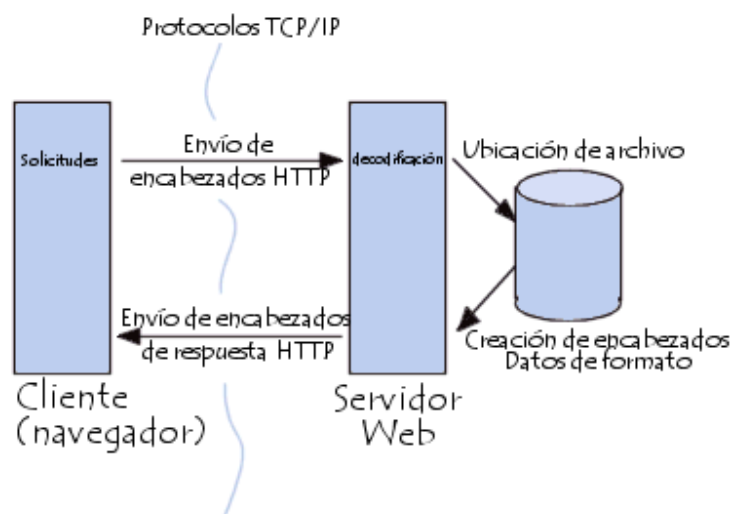 Protocolos TCP/IP
Solicitudes
Envío de
encabezados HTTP
decodificación
Ubicación de archivo
Envío de encabezados
de respuesta HTTP
Creación de encabezados
Datos de formato
Cliente
(navegador)
Servidor
Web